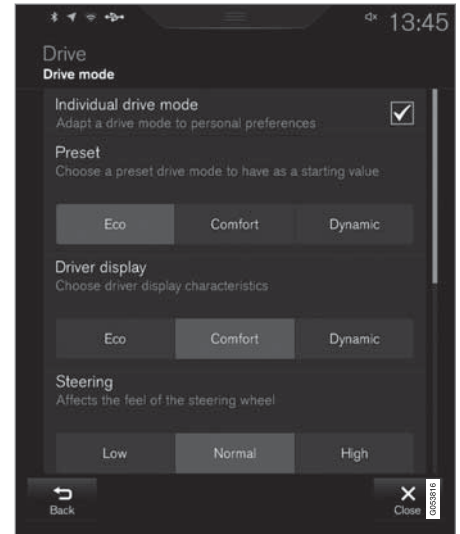 13:45
Drive
Drive mode
Individual drive mode
Adapt a drive mode to personal preferences
Preset
Choose a preset drive mode to have as a starting value
Eco Comfort Dynamic
Driver display
Choose driver display characteristics
Eco Comfort Dynamic
Steering
Affects the feel of the steering wheel
Low Normal High
Back Close
G053816